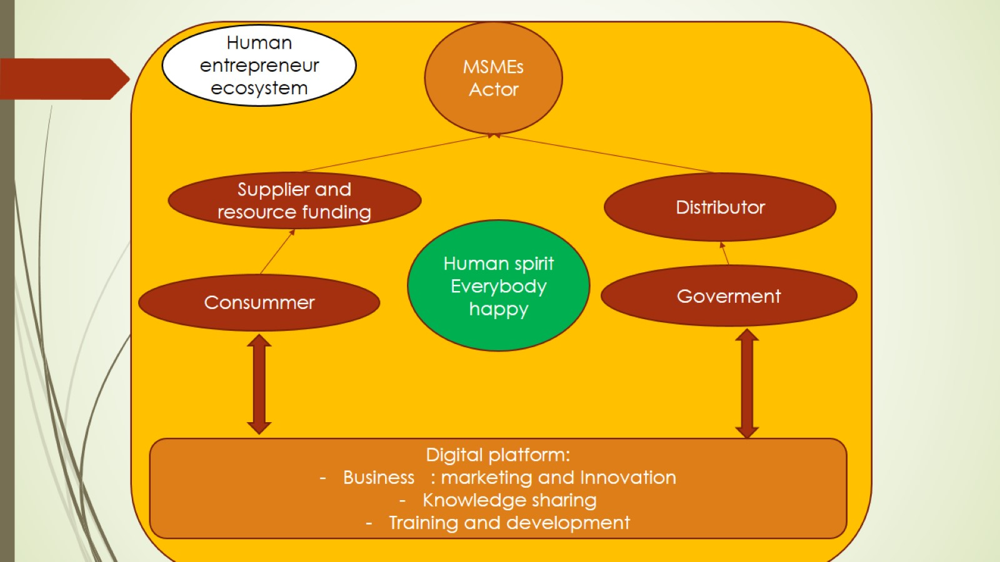 Human
entrepreneur
ecosystem
MSMEs
Actor
Supplier and
resource funding
Distributor
Human spirit
Everybody
happy
Consummer
Goverment
Digital platform:
- Business : marketing and Innovation
- Knowledge sharing
- Training and development